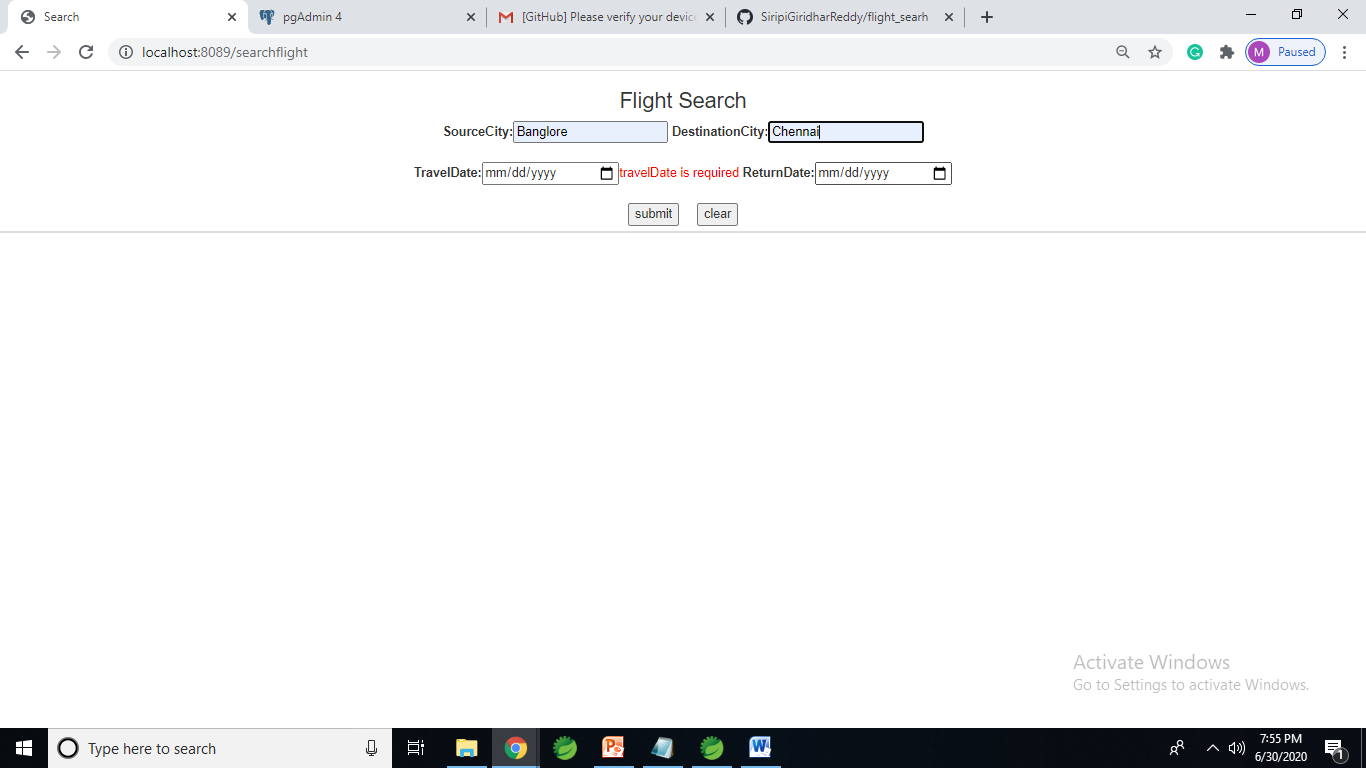 Search
pgAdmin 4
[GitHub] Please verify your device
SiripiGiridharReddy/flight_searh
localhost:8089/searchflight
M Paused
Flight Search
SourceCity: Banglore DestinationCity: Chennai
TravelDate: mm/dd/yyyy travelDate is required ReturnDate: mm/dd/yyyy
submit clear
Activate Windows
Go to Settings to activate Windows.
Type here to search
7:55 PM
6/30/2020
1